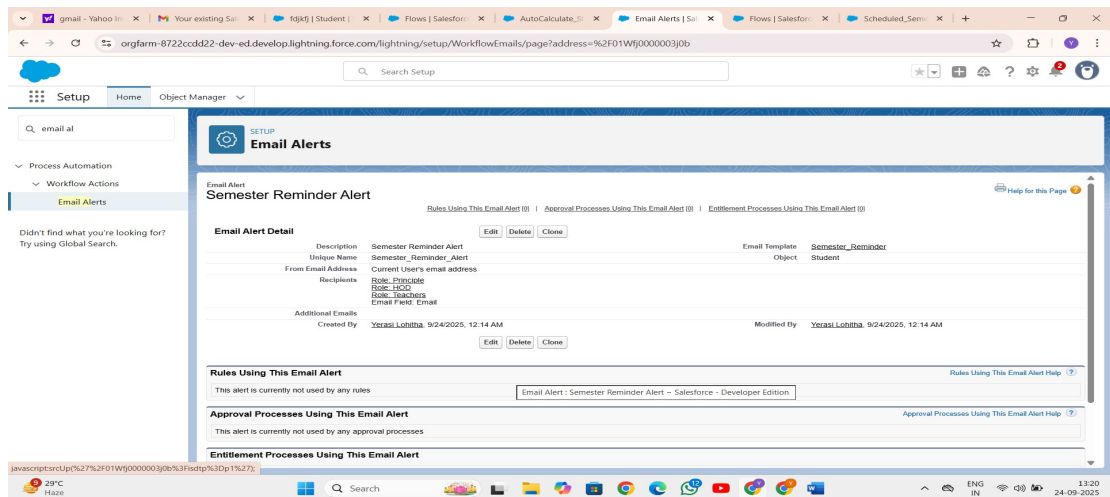 gmail - Yahoo In
Your existing Sal
fdjkfj | Student |
Flows | Salesforc
AutoCalculate_S
Email Alerts | Sal
Flows | Salesforc
Scheduled_Seme
orgfarm-8722ccdd22-dev-ed.develop.lightning.force.com/lightning/setup/WorkflowEmails/page?address=%2F01Wfj0000003j0b
Y
Search Setup
2
Setup Home Object Manager
email al
SETUP
Email Alerts
Process Automation
Workflow Actions
Email Alerts
Didn't find what you're looking for?
Try using Global Search.
Email Alert
Semester Reminder Alert
Help for this Page
Rules Using This Email Alert [0] | Approval Processes Using This Email Alert [0] | Entitlement Processes Using This Email Alert [0]
Email Alert Detail Edit Delete Clone
Description Semester Reminder Alert Email Template Semester_Reminder
Unique Name Semester_Reminder_Alert Object Student
From Email Address Current User's email address
Recipients Role: Principle
Role: HOD
Role: Teachers
Email Field: Email
Additional Emails
Created By Yerasi Lohitha, 9/24/2025, 12:14 AM Modified By Yerasi Lohitha, 9/24/2025, 12:14 AM
Edit Delete Clone
Rules Using This Email Alert Rules Using This Email Alert Help ?
This alert is currently not used by any rules
Email Alert : Semester Reminder Alert ~ Salesforce - Developer Edition
Approval Processes Using This Email Alert Approval Processes Using This Email Alert Help ?
This alert is currently not used by any approval processes
Entitlement Processes Using This Email Alert
javascript:srcUp(%27%2F01Wfj0000003j0b%3Fisdtp%3Dp1%27);
9 29°C
Haze
Search
12
ENG
IN
13:20
24-09-2025